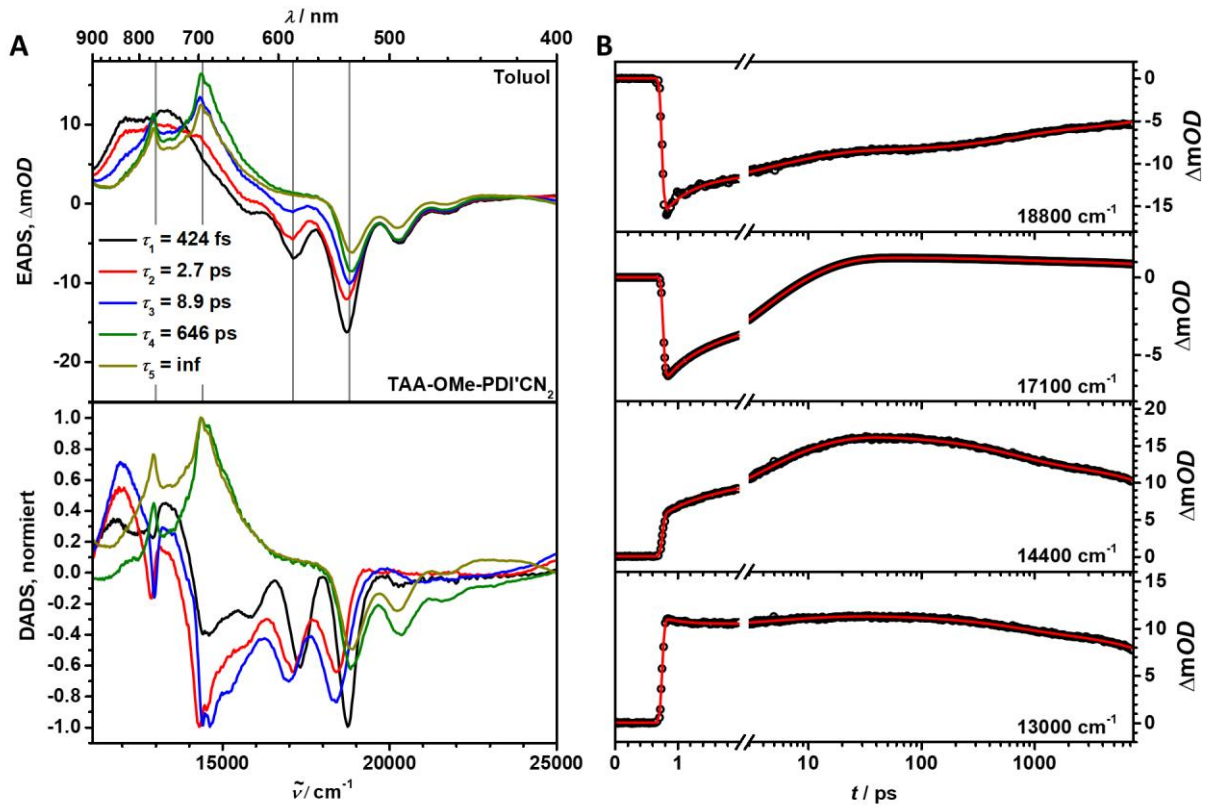 A
λ / nm
900 800 700 600 500 400
Toluol
EADS, ΔmOD
10
0
-10
-20
τ1 = 424 fs
τ2 = 2.7 ps
τ3 = 8.9 ps
τ4 = 646 ps
τ5 = inf
TAA-OMe-PDI'CN2
DADS, normiert
1.0
0.8
0.6
0.4
0.2
0.0
-0.2
-0.4
-0.6
-0.8
-1.0
15000 20000 25000
ṽ / cm-1
B
0
-5
-10
-15
ΔmOD
18800 cm-1
0
-5
ΔmOD
17100 cm-1
20
15
10
5
0
ΔmOD
14400 cm-1
15
10
5
0
ΔmOD
13000 cm-1
0 1 10 100 1000
t / ps